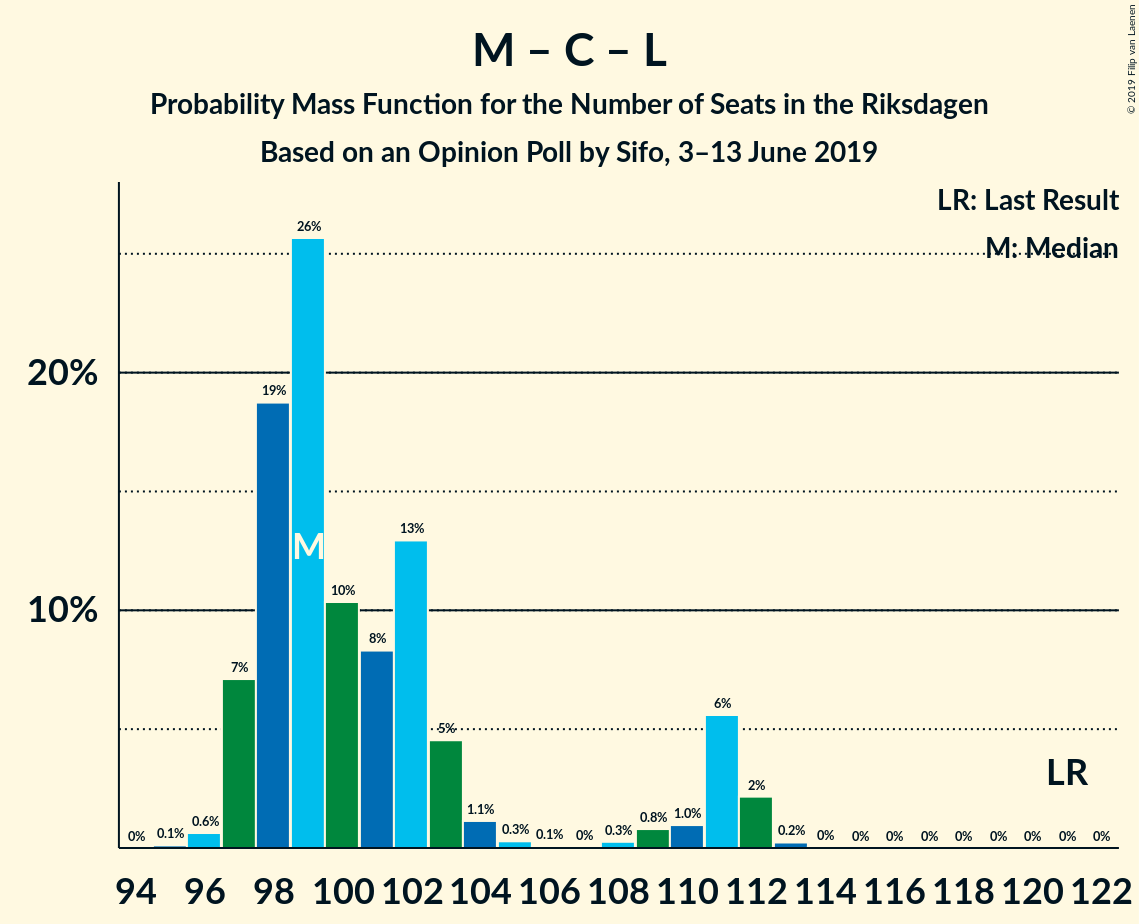 M – C – L
Probability Mass Function for the Number of Seats in the Riksdagen
Based on an Opinion Poll by Sifo, 3–13 June 2019
© 2019 Filip van Laenen
LR: Last Result
M: Median
20%
10%
0% 0.1% 0.6% 7% 19% 26% 10% 8% 13% 5% 1.1% 0.3% 0.1% 0% 0.3% 0.8% 1.0% 6% 2% 0.2% 0% 0% 0% 0% 0% 0% 0% 0% 0%
M
LR
94 96 98 100 102 104 106 108 110 112 114 116 118 120 122